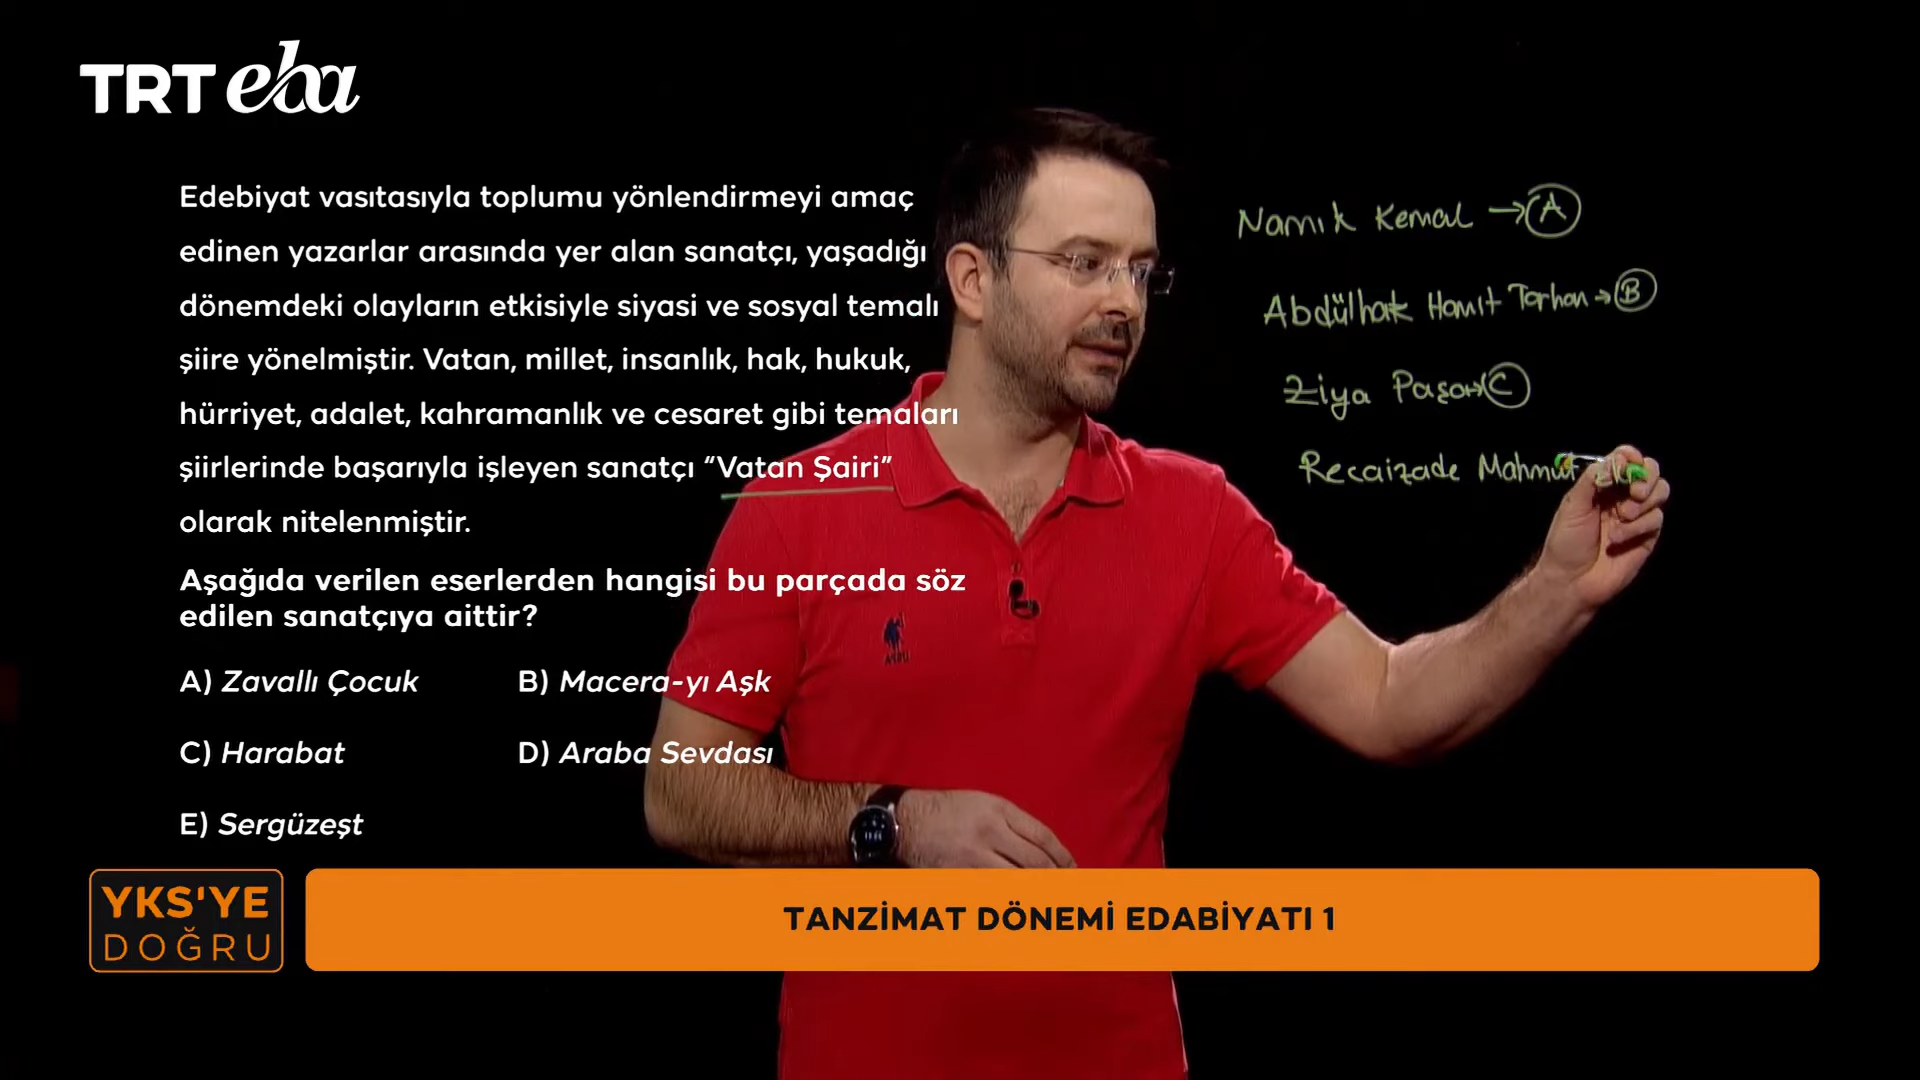 TRT eba
Edebiyat vasıtasıyla toplumu yönlendirmeyi amaç
edinen yazarlar arasında yer alan sanatçı, yaşadığı
dönemdeki olayların etkisiyle siyasi ve sosyal temalı
şiire yönelmiştir. Vatan, millet, insanlık, hak, hukuk,
hürriyet, adalet, kahramanlık ve cesaret gibi temaları
şiirlerinde başarıyla işleyen sanatçı “Vatan Şairi”
olarak nitelenmiştir.
Aşağıda verilen eserlerden hangisi bu parçada söz
edilen sanatçıya aittir?
A) Zavallı Çocuk B) Macera-yı Aşk
C) Harabat D) Araba Sevdası
E) Sergüzeşt
Namık Kemal → A
Abdülhak Hamit Tarhan → B
Ziya Paşa → C
Recaizade Mahmut
YKS'YE
DOĞRU
TANZİMAT DÖNEMİ EDABİYATI 1